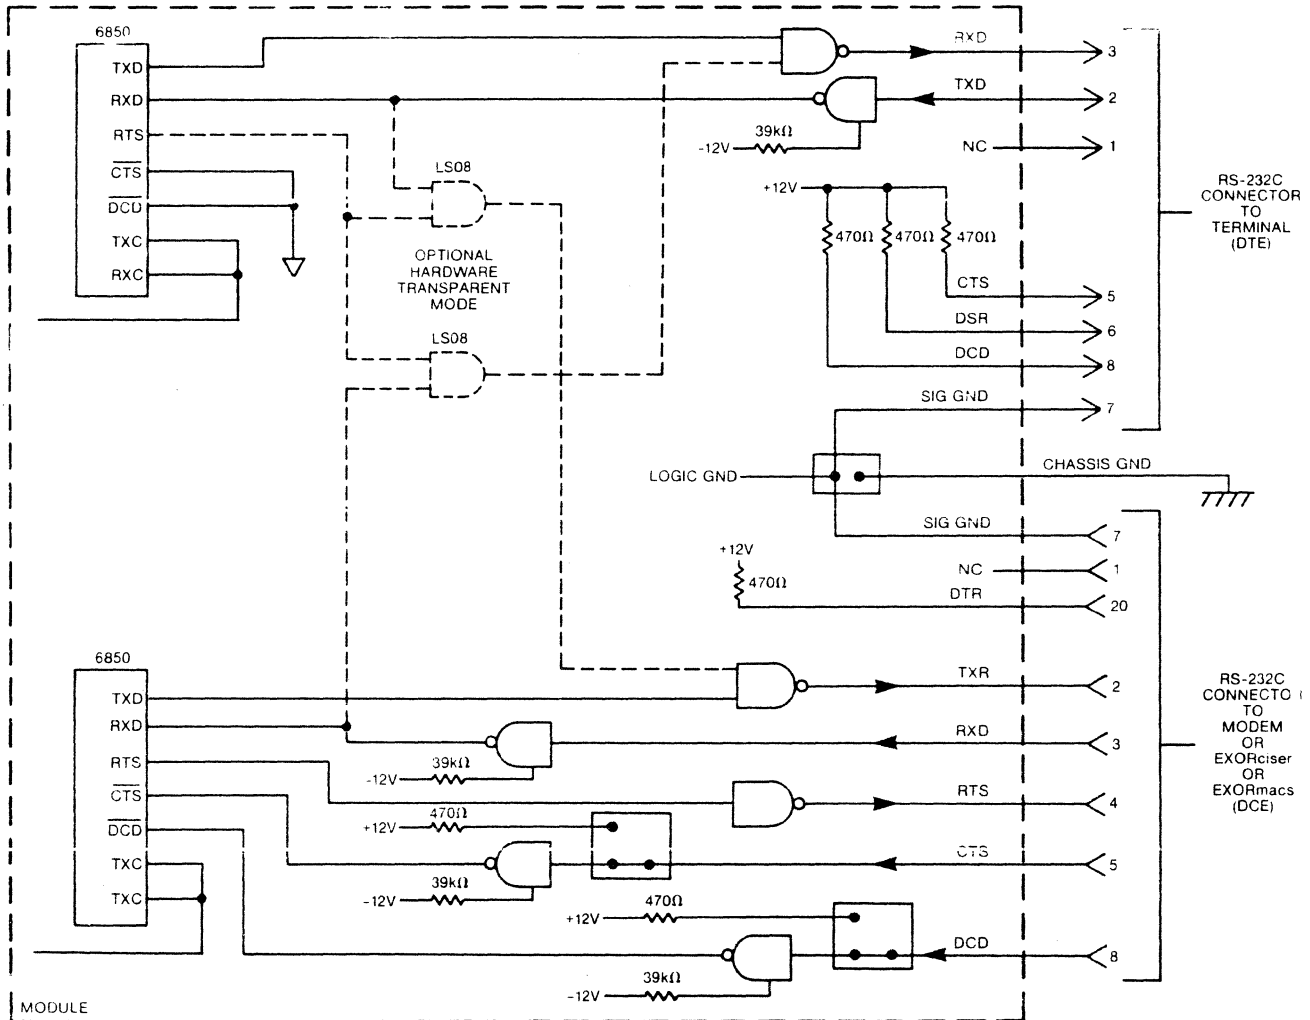 6850
TXD
RXD
RTS
CTS
DCD
TXC
RXC
LS08
OPTIONAL
HARDWARE
TRANSPARENT
MODE
LS08
RXD
3
TXD
2
39kΩ
-12V
NC
1
+12V
470Ω
470Ω
470Ω
CTS
5
DSR
6
DCD
8
SIG GND
7
RS-232C
CONNECTOR
TO
TERMINAL
(DTE)
LOGIC GND
CHASSIS GND
SIG GND
7
+12V
470Ω
NC
1
DTR
20
6850
TXD
RXD
RTS
CTS
DCD
TXC
TXC
TXR
2
RXD
3
39kΩ
-12V
RTS
4
470Ω
+12V
CTS
5
39kΩ
-12V
470Ω
+12V
DCD
8
39kΩ
-12V
RS-232C
CONNECTO
TO
MODEM
OR
EXORciser
OR
EXORmacs
(DCE)
MODULE